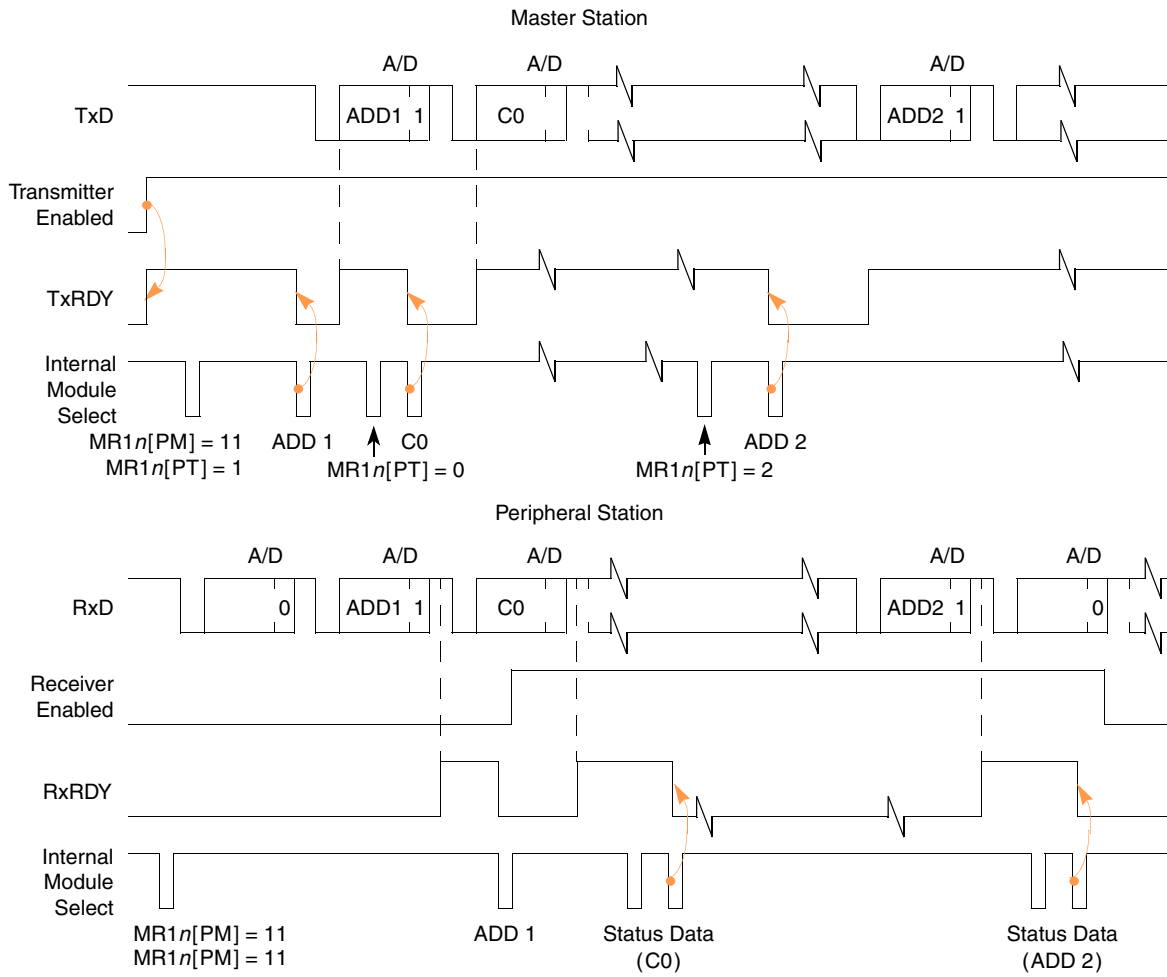 Master Station
A/D A/D A/D
TxD ADD1 1 C0 ADD2 1
Transmitter
Enabled
TxRDY
Internal
Module
Select
MR1n[PM] = 11 ADD 1 C0 ADD 2
MR1n[PT] = 1 MR1n[PT] = 0 MR1n[PT] = 2
Peripheral Station
A/D A/D A/D A/D A/D
RxD 0 ADD1 1 C0 ADD2 1 0
Receiver
Enabled
RxRDY
Internal
Module
Select
MR1n[PM] = 11 ADD 1 Status Data Status Data
MR1n[PM] = 11 (C0) (ADD 2)